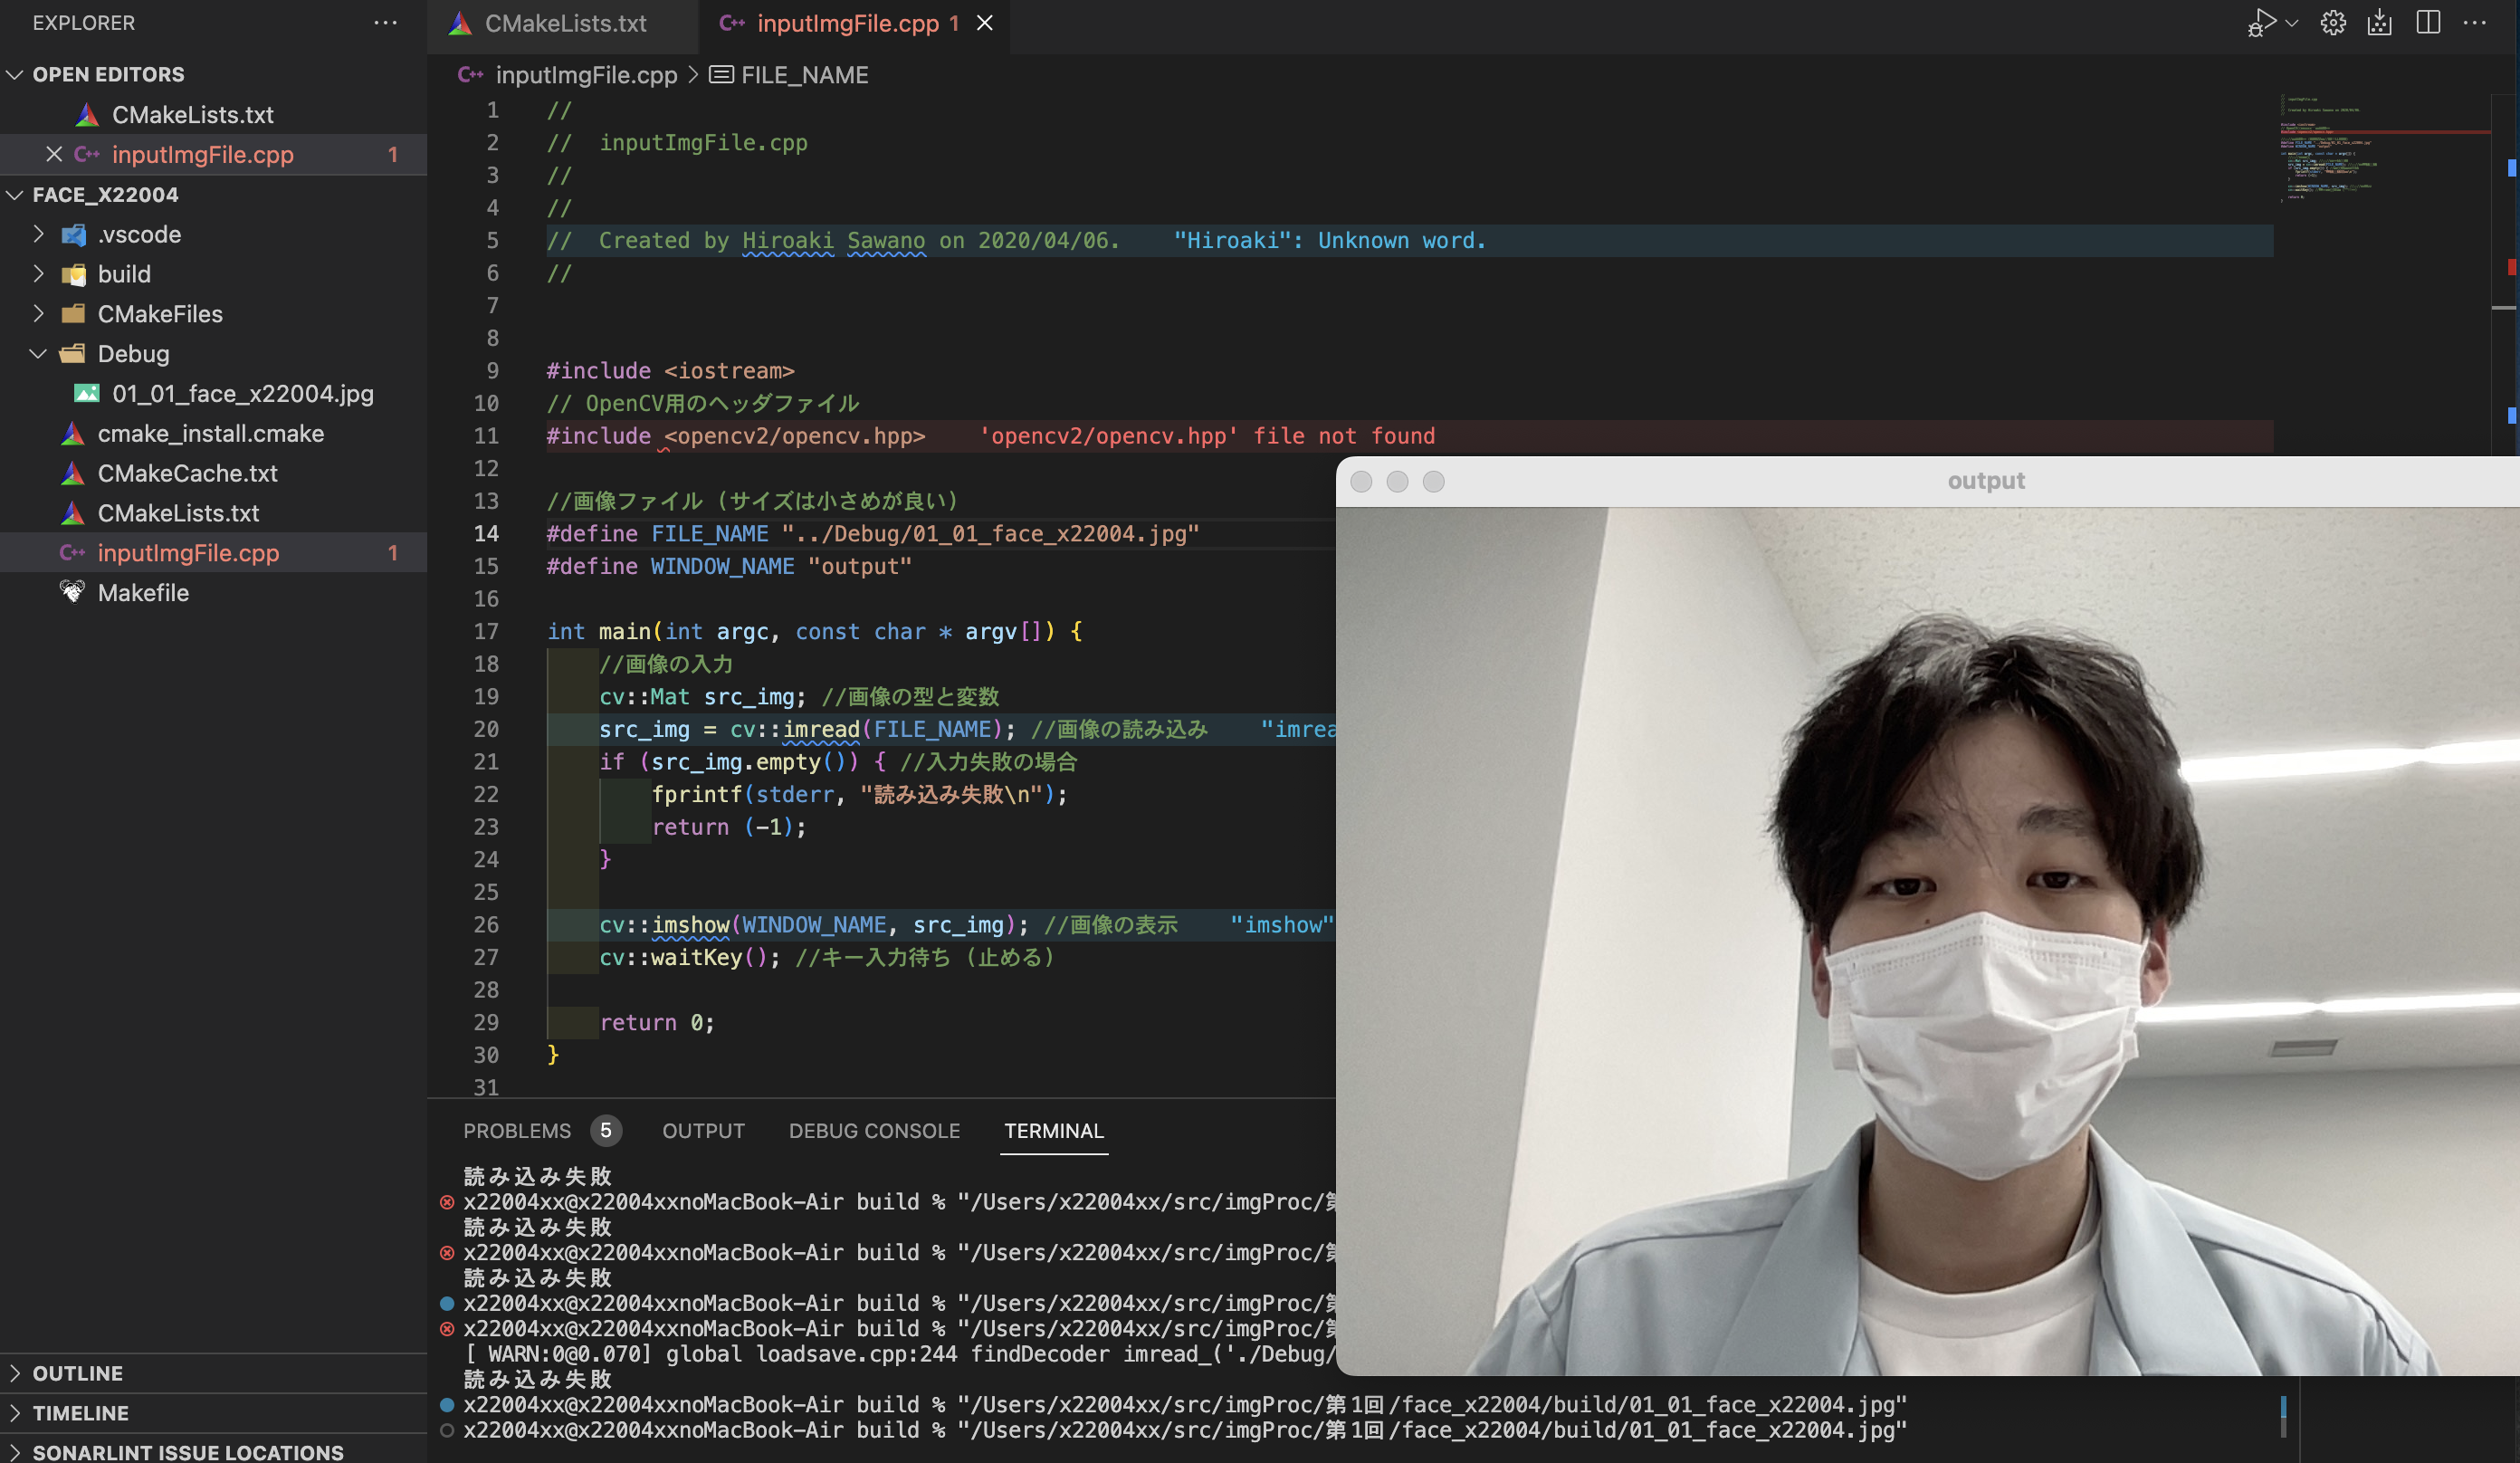 EXPLORER
OPEN EDITORS
CMakeLists.txt
inputImgFile.cpp 1
FACE_X22004
.vscode
build
CMakeFiles
Debug
01_01_face_x22004.jpg
cmake_install.cmake
CMakeCache.txt
CMakeLists.txt
inputImgFile.cpp 1
Makefile
OUTLINE
TIMELINE
SONARLINT ISSUE LOCATIONS
CMakeLists.txt
inputImgFile.cpp 1
inputImgFile.cpp > FILE_NAME
1 //
2 //  inputImgFile.cpp
3 //
4 //
5 //  Created by Hiroaki Sawano on 2020/04/06. "Hiroaki": Unknown word.
6 //
7
8
9 #include <iostream>
10 // OpenCV用のヘッダファイル
11 #include <opencv2/opencv.hpp> 'opencv2/opencv.hpp' file not found
12
13 //画像ファイル（サイズは小さめが良い）
14 #define FILE_NAME "../Debug/01_01_face_x22004.jpg"
15 #define WINDOW_NAME "output"
16
17 int main(int argc, const char * argv[]) {
18 //画像の入力
19 cv::Mat src_img; //画像の型と変数
20 src_img = cv::imread(FILE_NAME); //画像の読み込み "imrea
21 if (src_img.empty()) { //入力失敗の場合
22 fprintf(stderr, "読み込み失敗\n");
23 return (-1);
24 }
25
26 cv::imshow(WINDOW_NAME, src_img); //画像の表示 "imshow"
27 cv::waitKey(); //キー入力待ち（止める）
28
29 return 0;
30 }
31
output
PROBLEMS 5 OUTPUT DEBUG CONSOLE TERMINAL
読み込み失敗
x22004xx@x22004xxnoMacBook-Air build % "/Users/x22004xx/src/imgProc/第
読み込み失敗
x22004xx@x22004xxnoMacBook-Air build % "/Users/x22004xx/src/imgProc/第
読み込み失敗
x22004xx@x22004xxnoMacBook-Air build % "/Users/x22004xx/src/imgProc/第
x22004xx@x22004xxnoMacBook-Air build % "/Users/x22004xx/src/imgProc/第
[ WARN:0@0.070] global loadsave.cpp:244 findDecoder imread_('./Debug/
読み込み失敗
x22004xx@x22004xxnoMacBook-Air build % "/Users/x22004xx/src/imgProc/第1回/face_x22004/build/01_01_face_x22004.jpg"
x22004xx@x22004xxnoMacBook-Air build % "/Users/x22004xx/src/imgProc/第1回/face_x22004/build/01_01_face_x22004.jpg"